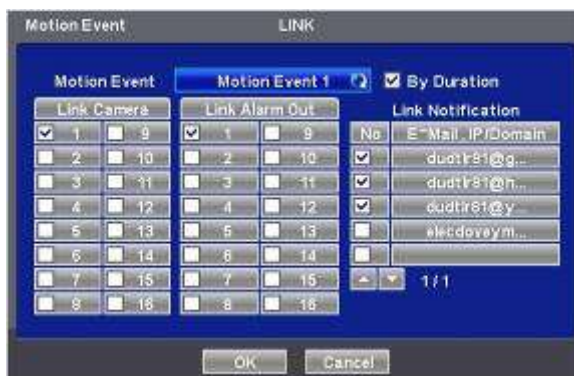 Motion Event LINK
Motion Event Motion Event 1 By Duration
Link Camera Link Alarm Out Link Notification
1 9 1 9 No E-Mail, IP/Domain
2 10 2 10 dudtlr81@g...
3 11 3 11 dudtlr81@h...
4 12 4 12 dudtlr81@y...
5 13 5 13 elecdoveym...
6 14 6 14
7 15 7 15 1/1
8 16 8 16
OK Cancel